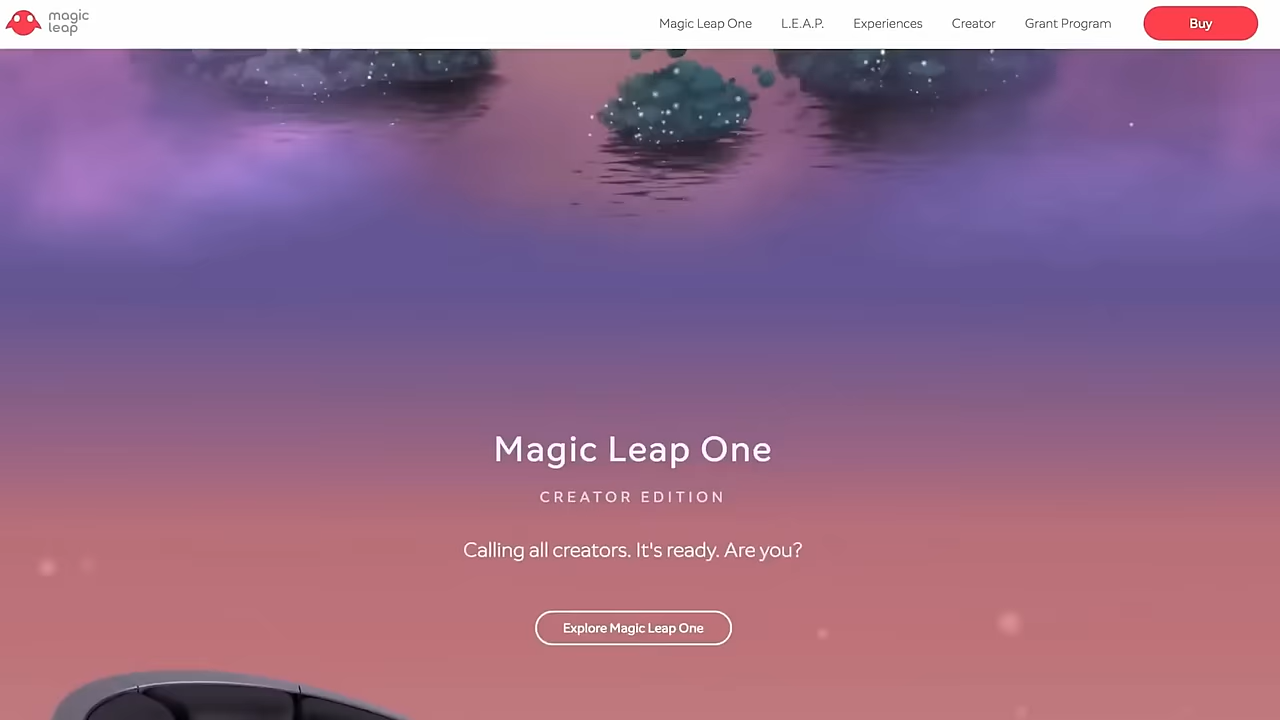 magic
leap
Magic Leap One
L.E.A.P.
Experiences
Creator
Grant Program
Buy
Magic Leap One
CREATOR EDITION
Calling all creators. It's ready. Are you?
Explore Magic Leap One